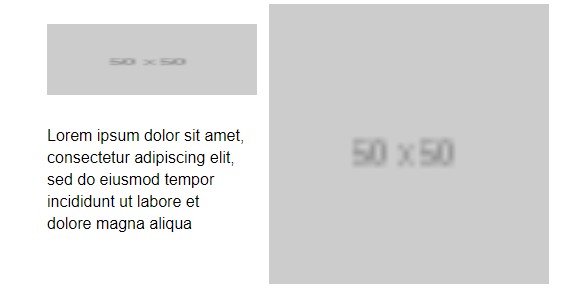 50 x 50
Lorem ipsum dolor sit amet,
consectetur adipiscing elit,
sed do eiusmod tempor
incididunt ut labore et
dolore magna aliqua
50 x 50